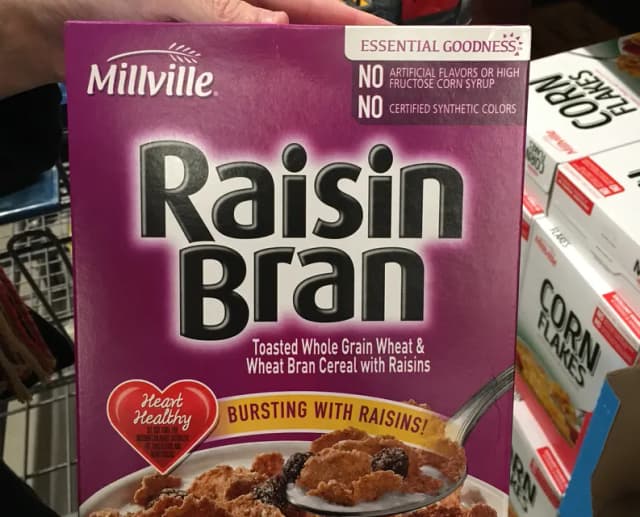 ESSENTIAL GOODNESS
Millville
NO ARTIFICIAL FLAVORS OR HIGH
FRUCTOSE CORN SYRUP
NO CERTIFIED SYNTHETIC COLORS
Raisin
Bran
Toasted Whole Grain Wheat &
Wheat Bran Cereal with Raisins
Heart
Healthy
BURSTING WITH RAISINS!
CORN
FLAKES
CORN
FLAKES